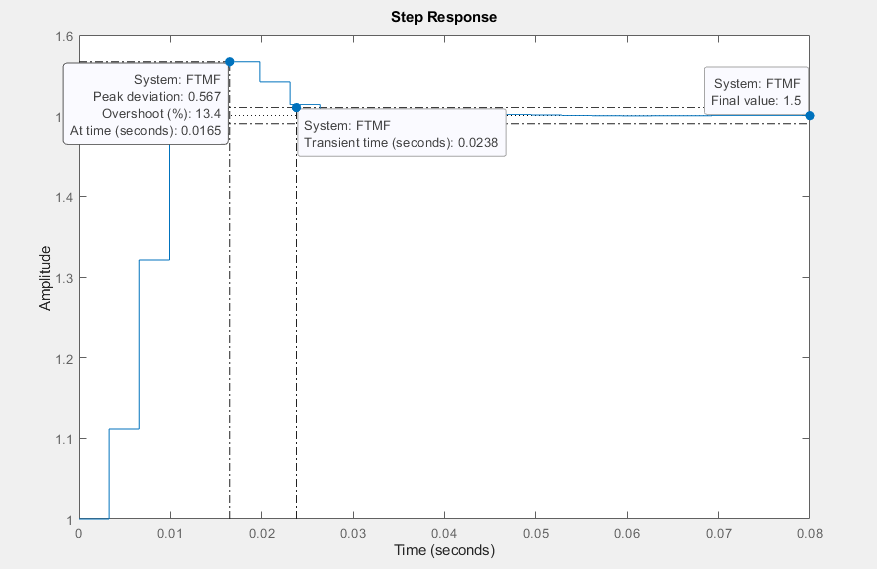 Step Response
1.6
System: FTMF
Peak deviation: 0.567
Overshoot (%): 13.4
At time (seconds): 0.0165
System: FTMF
Final value: 1.5
System: FTMF
Transient time (seconds): 0.0238
1.4
1.3
1.2
1.1
1
Amplitude
0
0.01
0.02
0.03
0.04
0.05
0.06
0.07
0.08
Time (seconds)